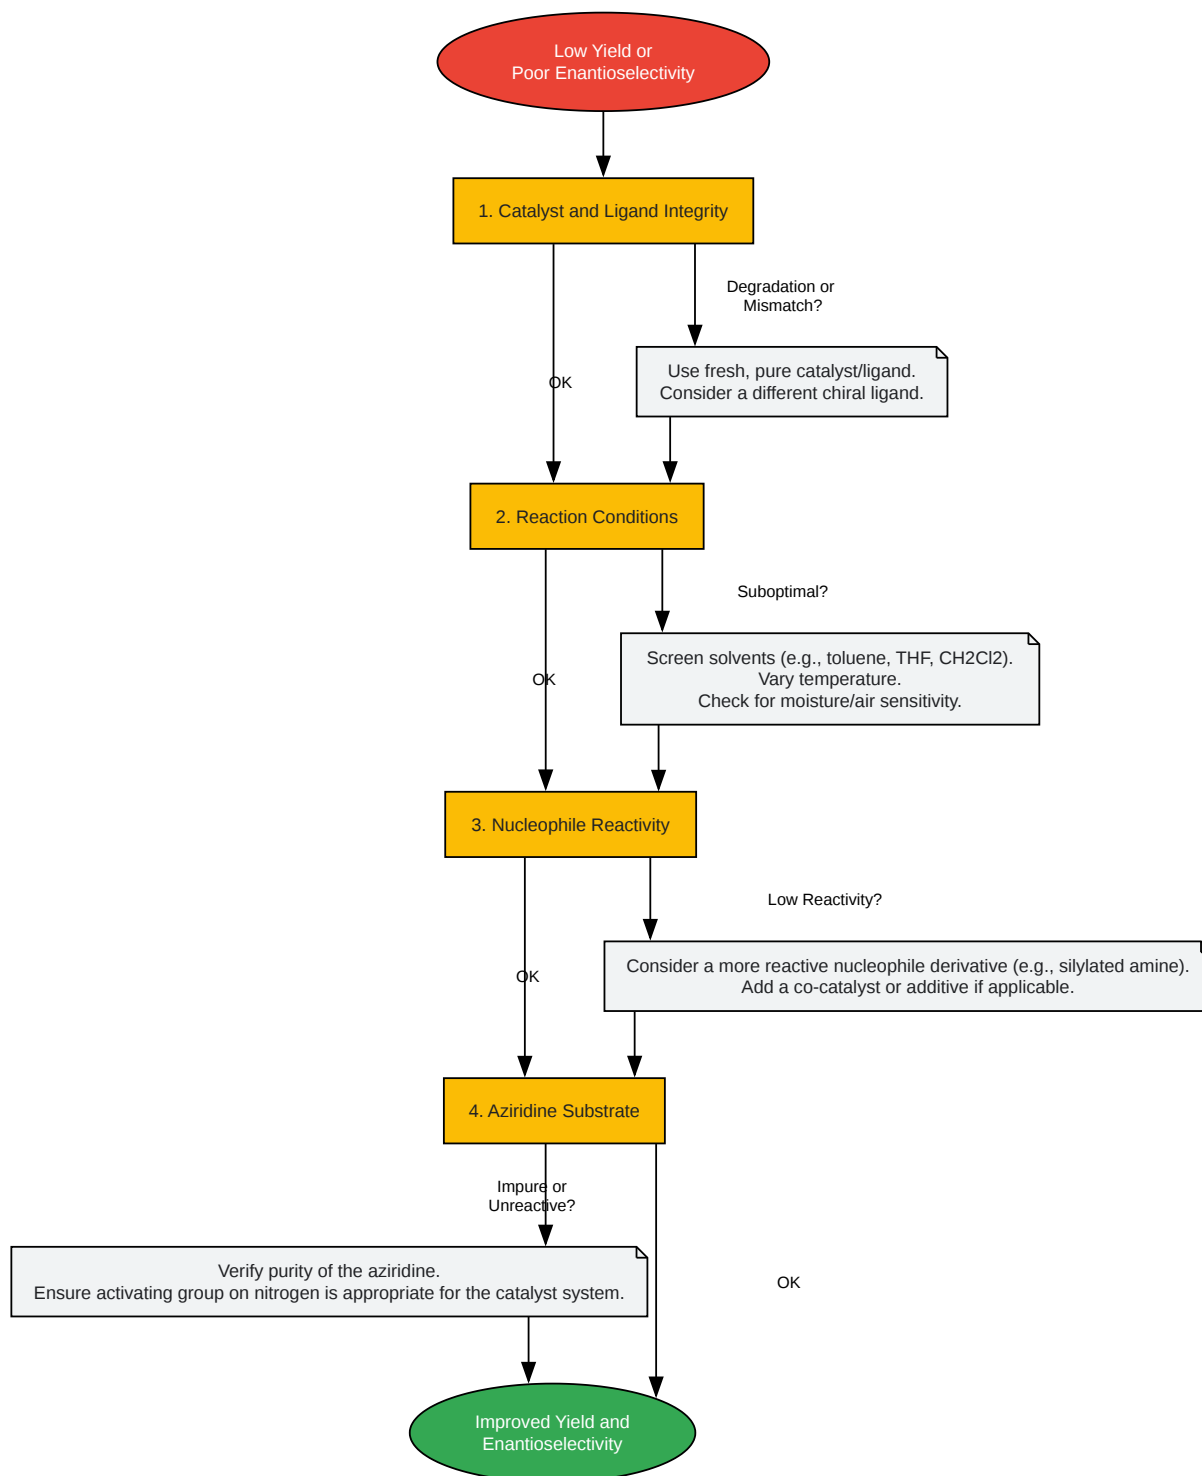 Low Yield or
Poor Enantioselectivity
1. Catalyst and Ligand Integrity
Degradation or
Mismatch?
Use fresh, pure catalyst/ligand.
Consider a different chiral ligand.
OK
2. Reaction Conditions
Suboptimal?
Screen solvents (e.g., toluene, THF, CH2Cl2).
Vary temperature.
Check for moisture/air sensitivity.
OK
3. Nucleophile Reactivity
Low Reactivity?
Consider a more reactive nucleophile derivative (e.g., silylated amine).
Add a co-catalyst or additive if applicable.
OK
4. Aziridine Substrate
Impure or
Unreactive?
Verify purity of the aziridine.
Ensure activating group on nitrogen is appropriate for the catalyst system.
OK
Improved Yield and
Enantioselectivity